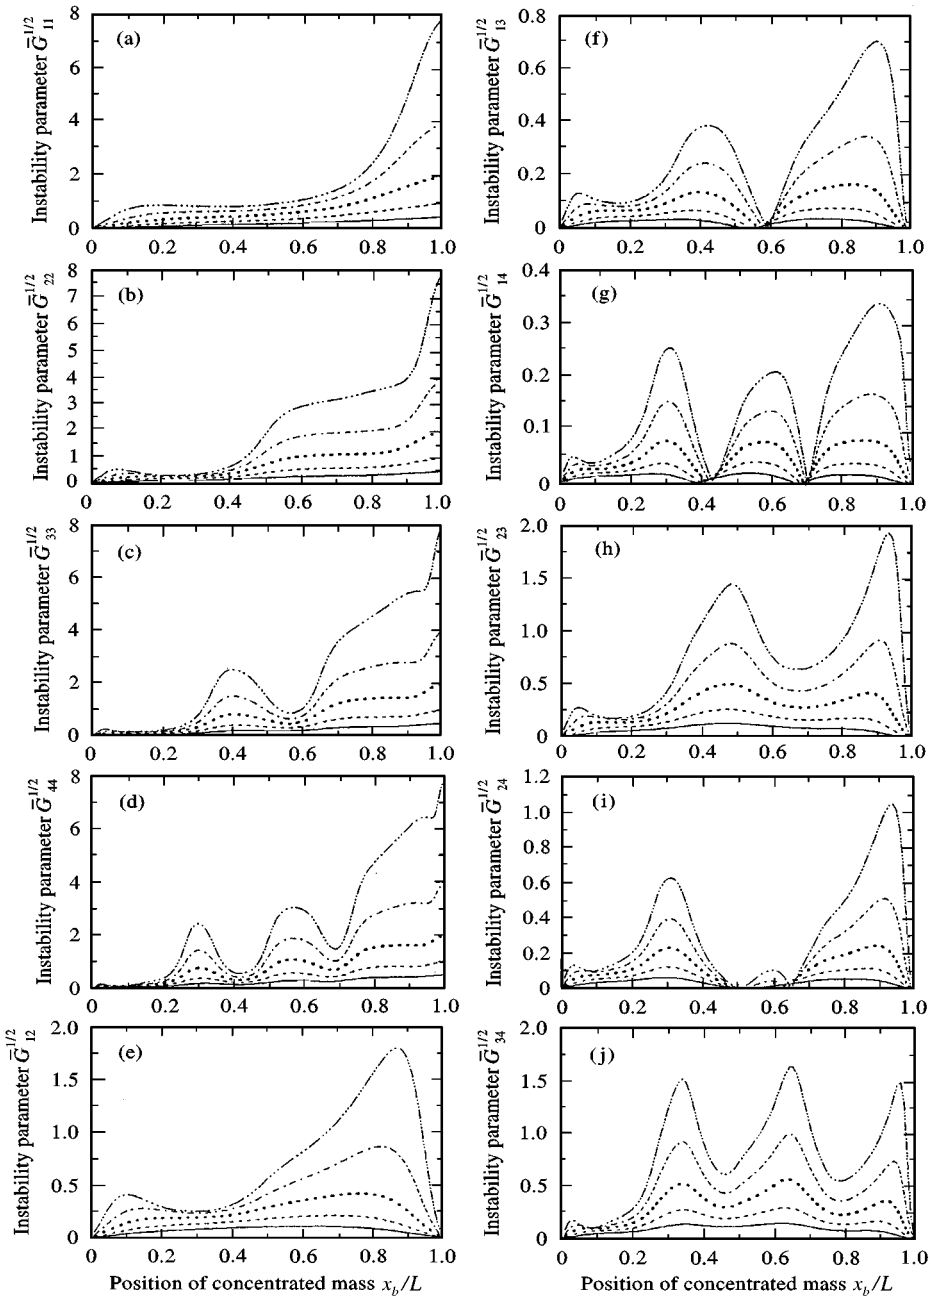 Instability parameter G̅^{1/2}_{11}
(a)
8
6
4
2
0
0 0.2 0.4 0.6 0.8 1.0
Instability parameter G̅^{1/2}_{22}
(b)
8
7
6
5
4
3
2
1
0
0 0.2 0.4 0.6 0.8 1.0
Instability parameter G̅^{1/2}_{33}
(c)
8
6
4
2
0
0 0.2 0.4 0.6 0.8 1.0
Instability parameter G̅^{1/2}_{44}
(d)
8
6
4
2
0
0 0.2 0.4 0.6 0.8 1.0
Instability parameter G̅^{1/2}_{12}
(e)
2.0
1.5
1.0
0.5
0
0 0.2 0.4 0.6 0.8 1.0
Position of concentrated mass x_b/L
Instability parameter G̅^{1/2}_{13}
(f)
0.8
0.6
0.4
0.2
0
0 0.2 0.4 0.6 0.8 1.0
Instability parameter G̅^{1/2}_{14}
(g)
0.4
0.3
0.2
0.1
0
0 0.2 0.4 0.6 0.8 1.0
Instability parameter G̅^{1/2}_{23}
(h)
2.0
1.5
1.0
0.5
0
0 0.2 0.4 0.6 0.8 1.0
Instability parameter G̅^{1/2}_{24}
(i)
1.2
1.0
0.8
0.6
0.4
0.2
0
0 0.2 0.4 0.6 0.8 1.0
Instability parameter G̅^{1/2}_{34}
(j)
2.0
1.5
1.0
0.5
0
0 0.2 0.4 0.6 0.8 1.0
Position of concentrated mass x_b/L